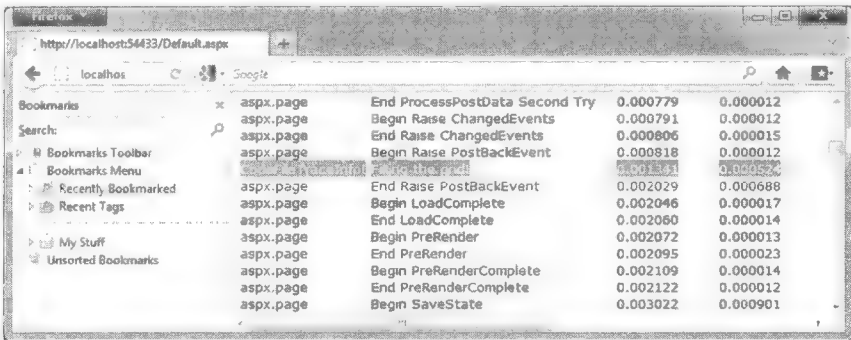 Firefox
http://localhost:54433/Default.aspx
+
localhos
Google
Bookmarks
Search:
Bookmarks Toolbar
Bookmarks Menu
Recently Bookmarked
Recent Tags
My Stuff
Unsorted Bookmarks
aspx.page End ProcessPostData Second Try 0.000779 0.000012
aspx.page Begin Raise ChangedEvents 0.000791 0.000012
aspx.page End Raise ChangedEvents 0.000806 0.000015
aspx.page Begin Raise PostBackEvent 0.000818 0.000012
the grid 0.001341 0.000524
aspx.page End Raise PostBackEvent 0.002029 0.000688
aspx.page Begin LoadComplete 0.002046 0.000017
aspx.page End LoadComplete 0.002060 0.000014
aspx.page Begin PreRender 0.002072 0.000013
aspx.page End PreRender 0.002095 0.000023
aspx.page Begin PreRenderComplete 0.002109 0.000014
aspx.page End PreRenderComplete 0.002122 0.000012
aspx.page Begin SaveState 0.003022 0.000901